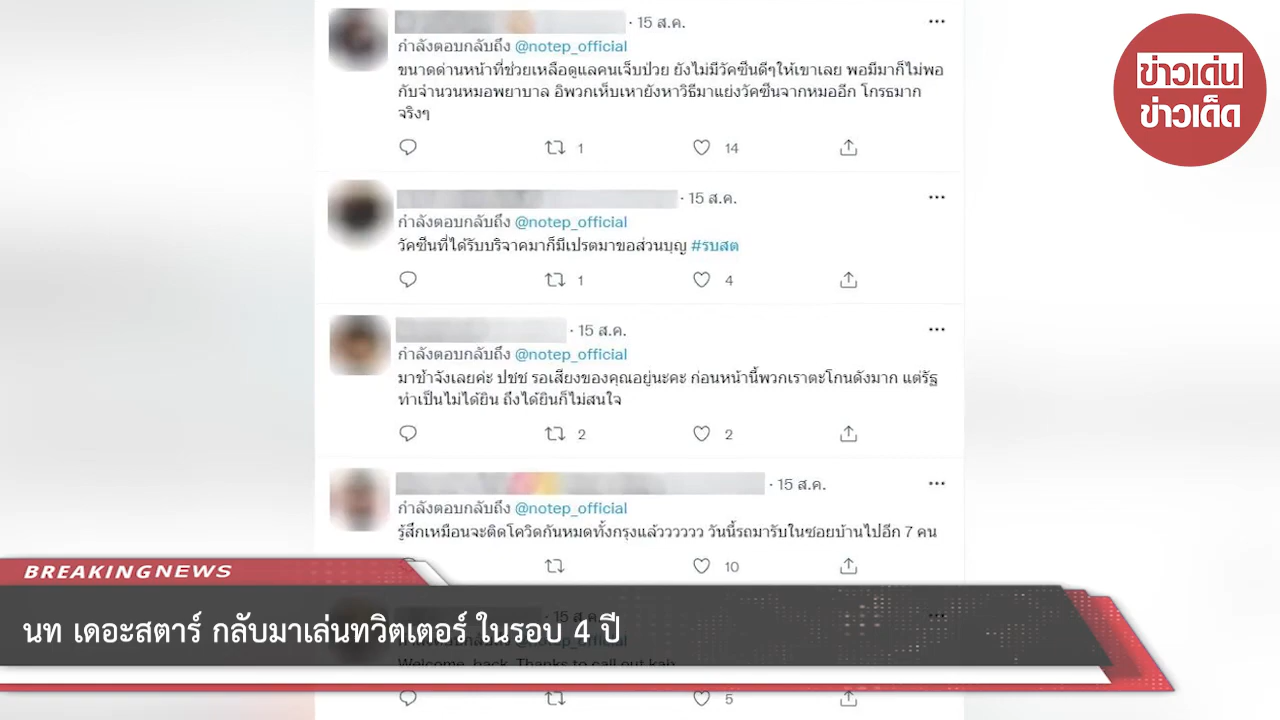 · 15 ส.ค.
กำลังตอบกลับถึง @notep_official
ขนาดด่านหน้าที่ช่วยเหลือดูแลคนเจ็บป่วย ยังไม่มีวัคซีนดีๆให้เขาเลย พอมีมาก็ไม่พอ
กับจำนวนหมอพยาบาล อิพวกเห็บเหายังหาวิธีมาแย่งวัคซีนจากหมออีก โกรธมาก
จริงๆ
1 14
ข่าวเด่น
ข่าวเด็ด
· 15 ส.ค.
กำลังตอบกลับถึง @notep_official
วัคซีนที่ได้รับบริจาคมาก็มีเปรตมาขอส่วนบุญ #รบสต
1 4
· 15 ส.ค.
กำลังตอบกลับถึง @notep_official
มาช้าจังเลยค่ะ ปชช รอเสียงของคุณอยู่นะคะ ก่อนหน้านี้พวกเราตะโกนดังมาก แต่รัฐ
ทำเป็นไม่ได้ยิน ถึงได้ยินก็ไม่สนใจ
2 2
· 15 ส.ค.
กำลังตอบกลับถึง @notep_official
รู้สึกเหมือนจะติดโควิดกันหมดทั้งกรุงแล้วววววว วันนี้รถมารับในซอยบ้านไปอีก 7 คน
10
BREAKINGNEWS
· 15 ส.ค.
นท เดอะสตาร์ กลับมาเล่นทวิตเตอร์ ในรอบ 4 ปี
Welcome back. Thanks to call out kab
5